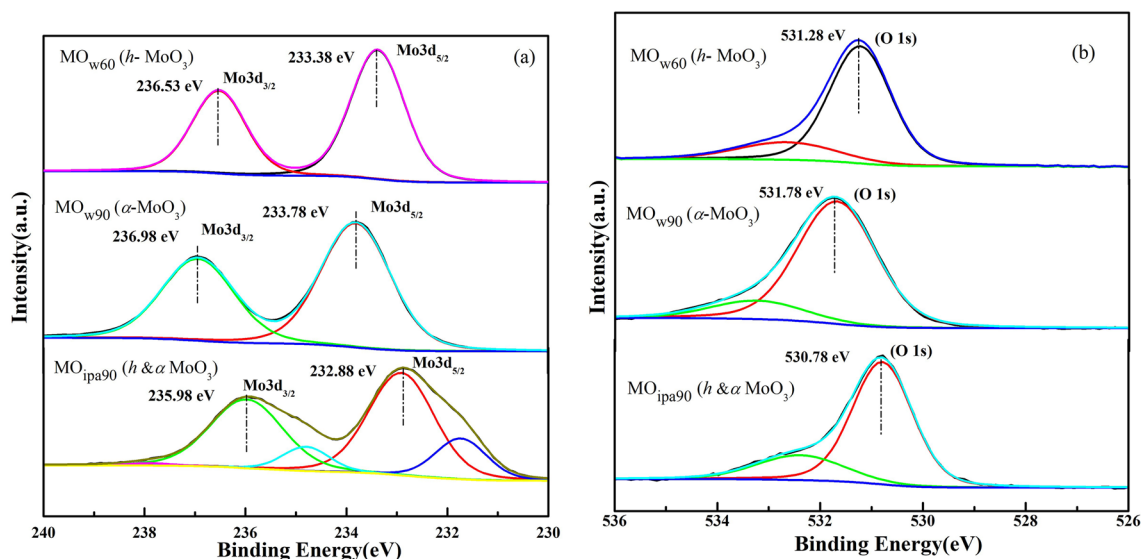 (a)
MOw60 (h- MoO3)
236.53 eV
Mo3d3/2
233.38 eV
Mo3d5/2
MOw90 (α-MoO3)
236.98 eV
Mo3d3/2
233.78 eV
Mo3d5/2
MOipa90 (h &α MoO3)
235.98 eV
Mo3d3/2
232.88 eV
Mo3d5/2
Intensity(a.u.)
240 238 236 234 232 230
Binding Energy(eV)
(b)
MOw60 (h- MoO3)
531.28 eV
(O 1s)
MOw90 (α-MoO3)
531.78 eV
(O 1s)
MOipa90 (h &α MoO3)
530.78 eV
(O 1s)
Intensity(a.u.)
536 534 532 530 528 526
Binding Energy(eV)